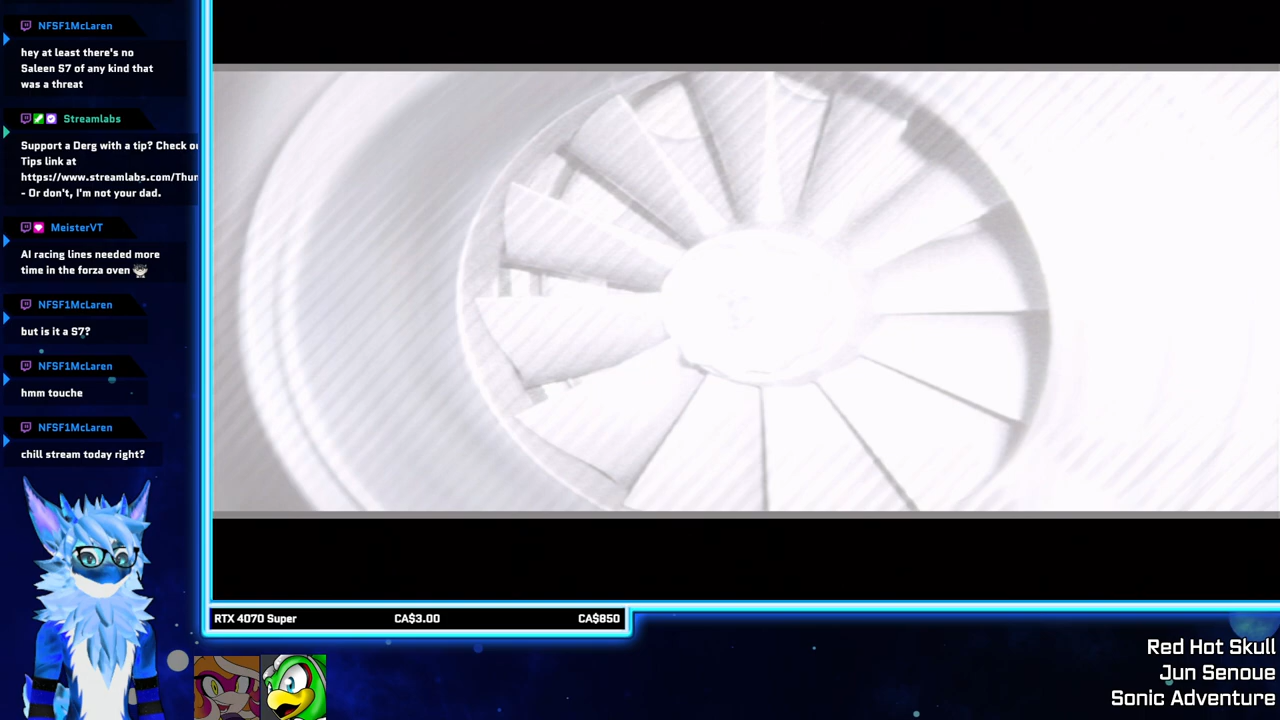 NFSF1McLaren
hey at least there's no
Saleen S7 of any kind that
was a threat
Streamlabs
Support a Derg with a tip? Check
Tips link at
https://www.streamlabs.com/Thun
- Or don't, I'm not your dad.
MeisterVT
AI racing lines needed more
time in the forza oven
NFSF1McLaren
but is it a S7?
NFSF1McLaren
hmm touche
NFSF1McLaren
chill stream today right?
RTX 4070 Super CA$3.00 CA$850
Red Hot Skull
Jun Senoue
Sonic Adventure